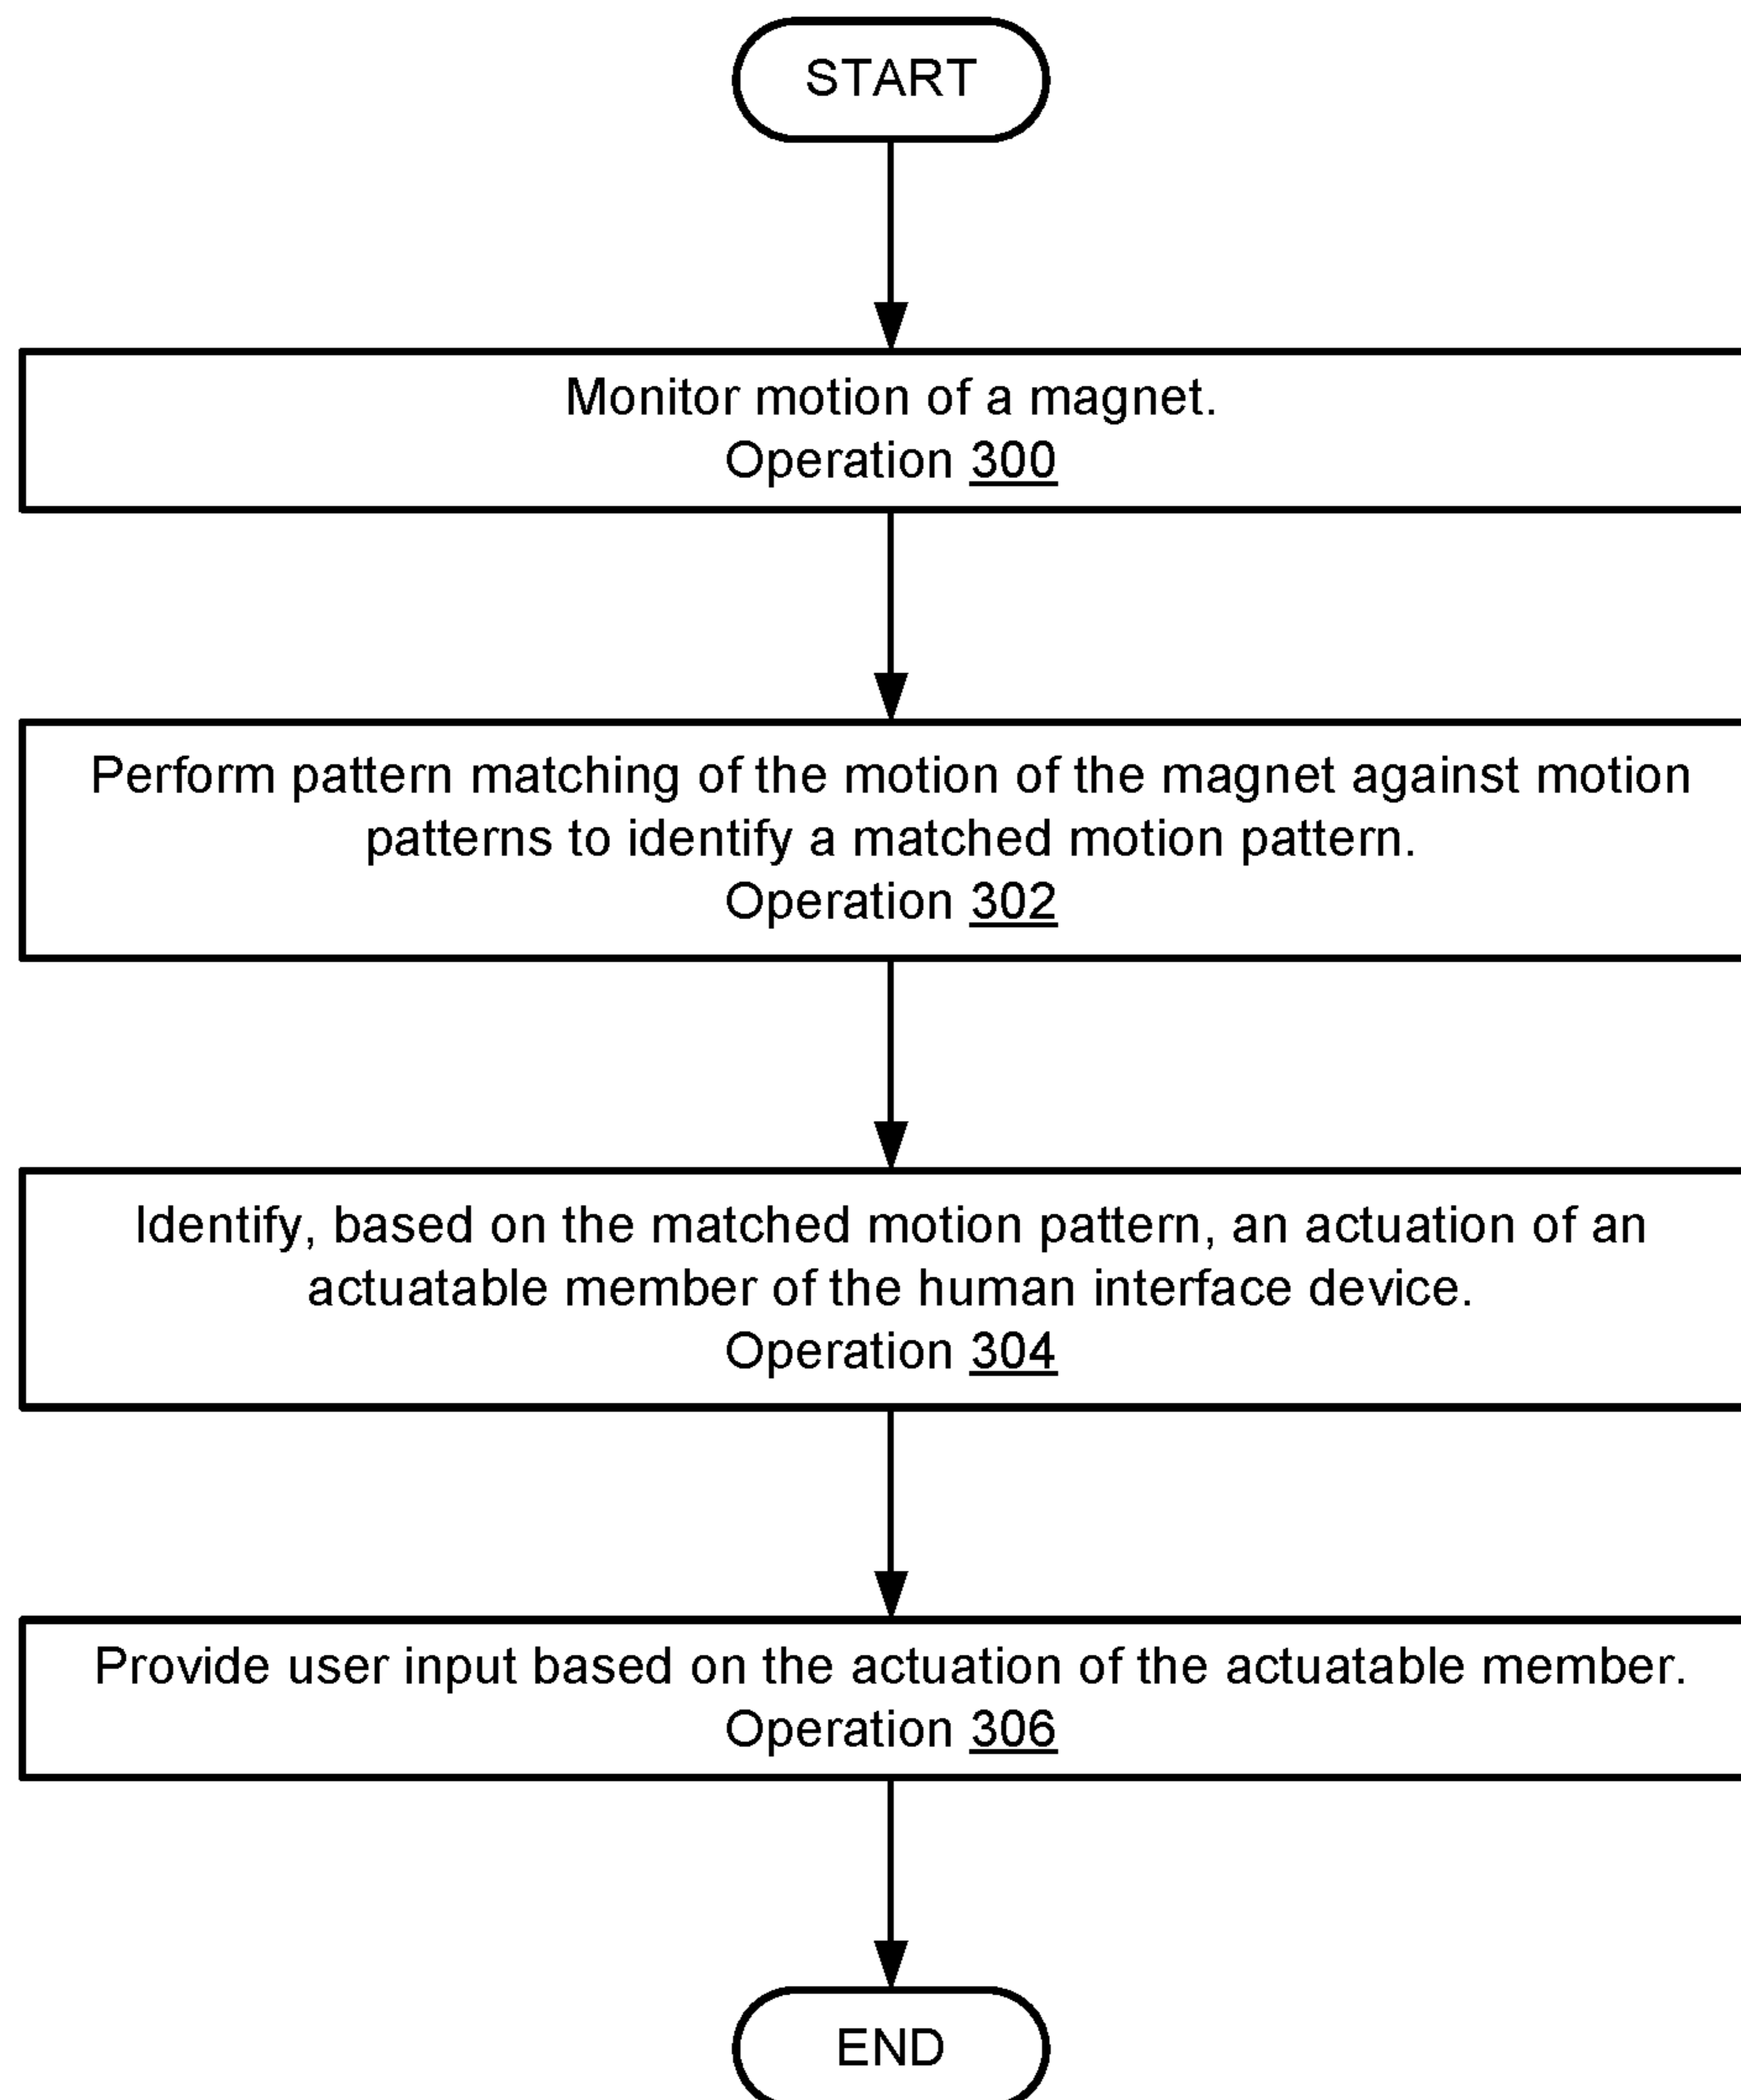 START
Monitor motion of a magnet.
Operation 300
Perform pattern matching of the motion of the magnet against motion
patterns to identify a matched motion pattern.
Operation 302
Identify, based on the matched motion pattern, an actuation of an
actuatable member of the human interface device.
Operation 304
Provide user input based on the actuation of the actuatable member.
Operation 306
END